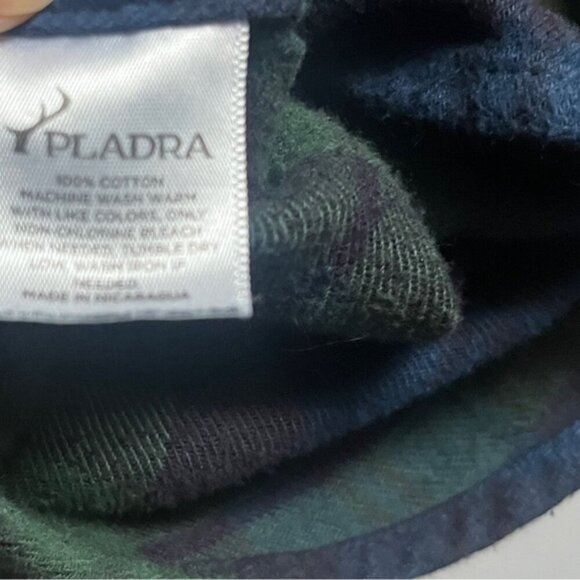 PLADRA
100% COTTON
MACHINE WASH WARM
WITH LIKE COLORS, ONLY
NON-CHLORINE BLEACH
WHEN NEEDED, TUMBLE DRY
LOW, WARM IRON IF
NEEDED
MADE IN NICARAGUA